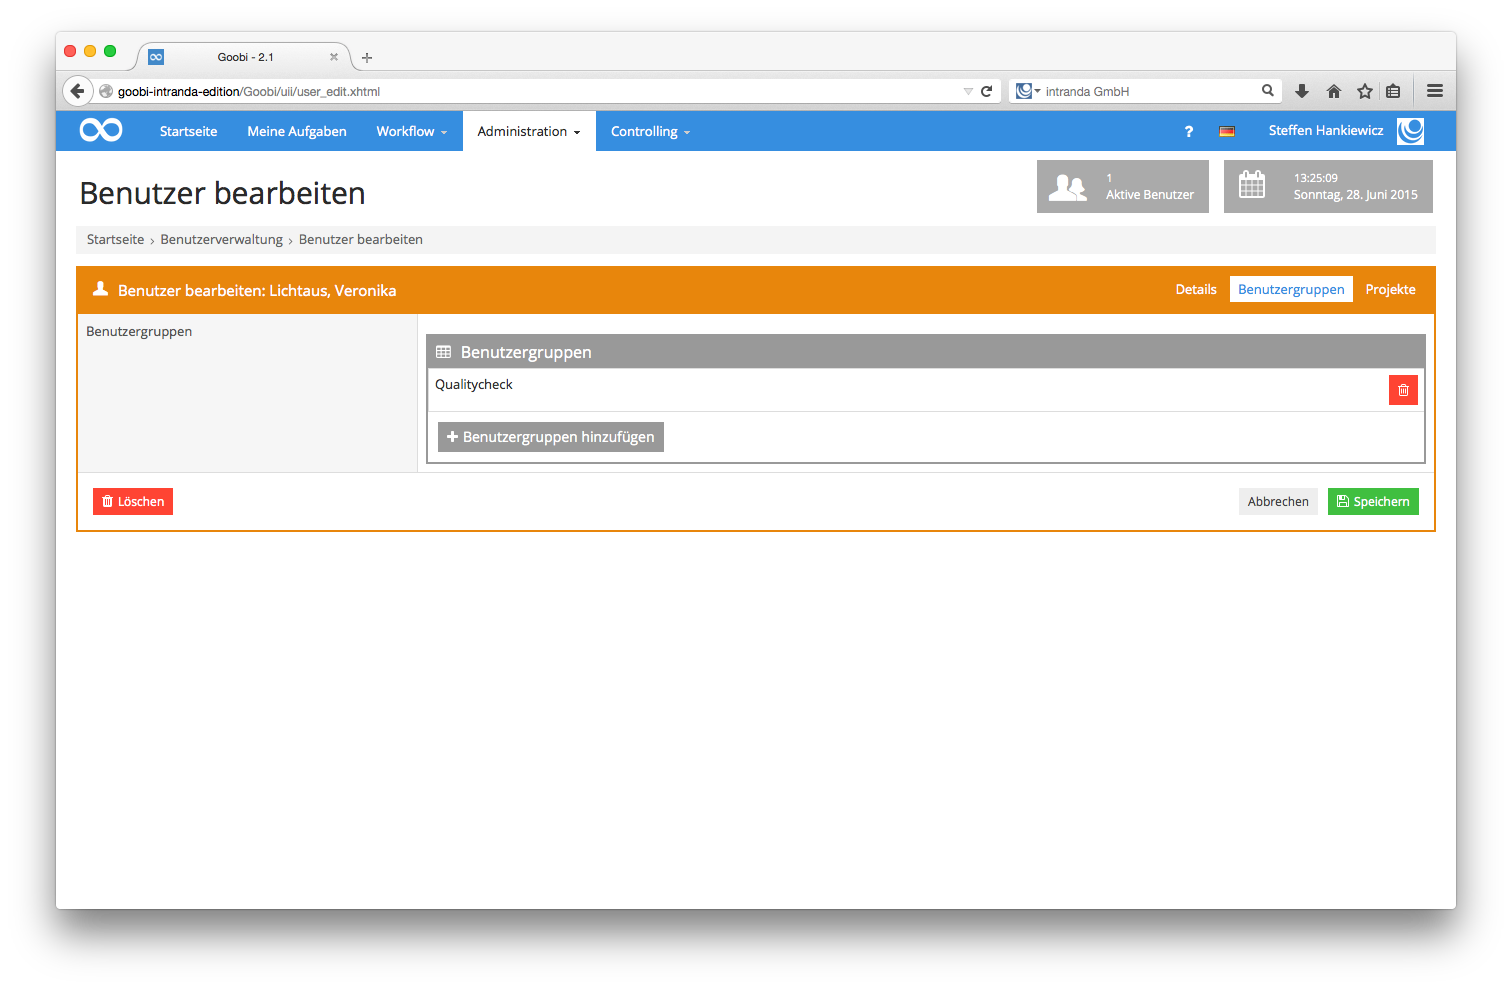 Goobi - 2.1
goobi-intranda-edition/Goobi/uii/user_edit.xhtml
intranda GmbH
Startseite Meine Aufgaben Workflow Administration Controlling ? Steffen Hankiewicz
Benutzer bearbeiten
1
Aktive Benutzer
13:25:09
Sonntag, 28. Juni 2015
Startseite › Benutzerverwaltung › Benutzer bearbeiten
Benutzer bearbeiten: Lichtaus, Veronika
Details Benutzergruppen Projekte
Benutzergruppen
Benutzergruppen
Qualitycheck
Benutzergruppen hinzufügen
Löschen
Abbrechen Speichern